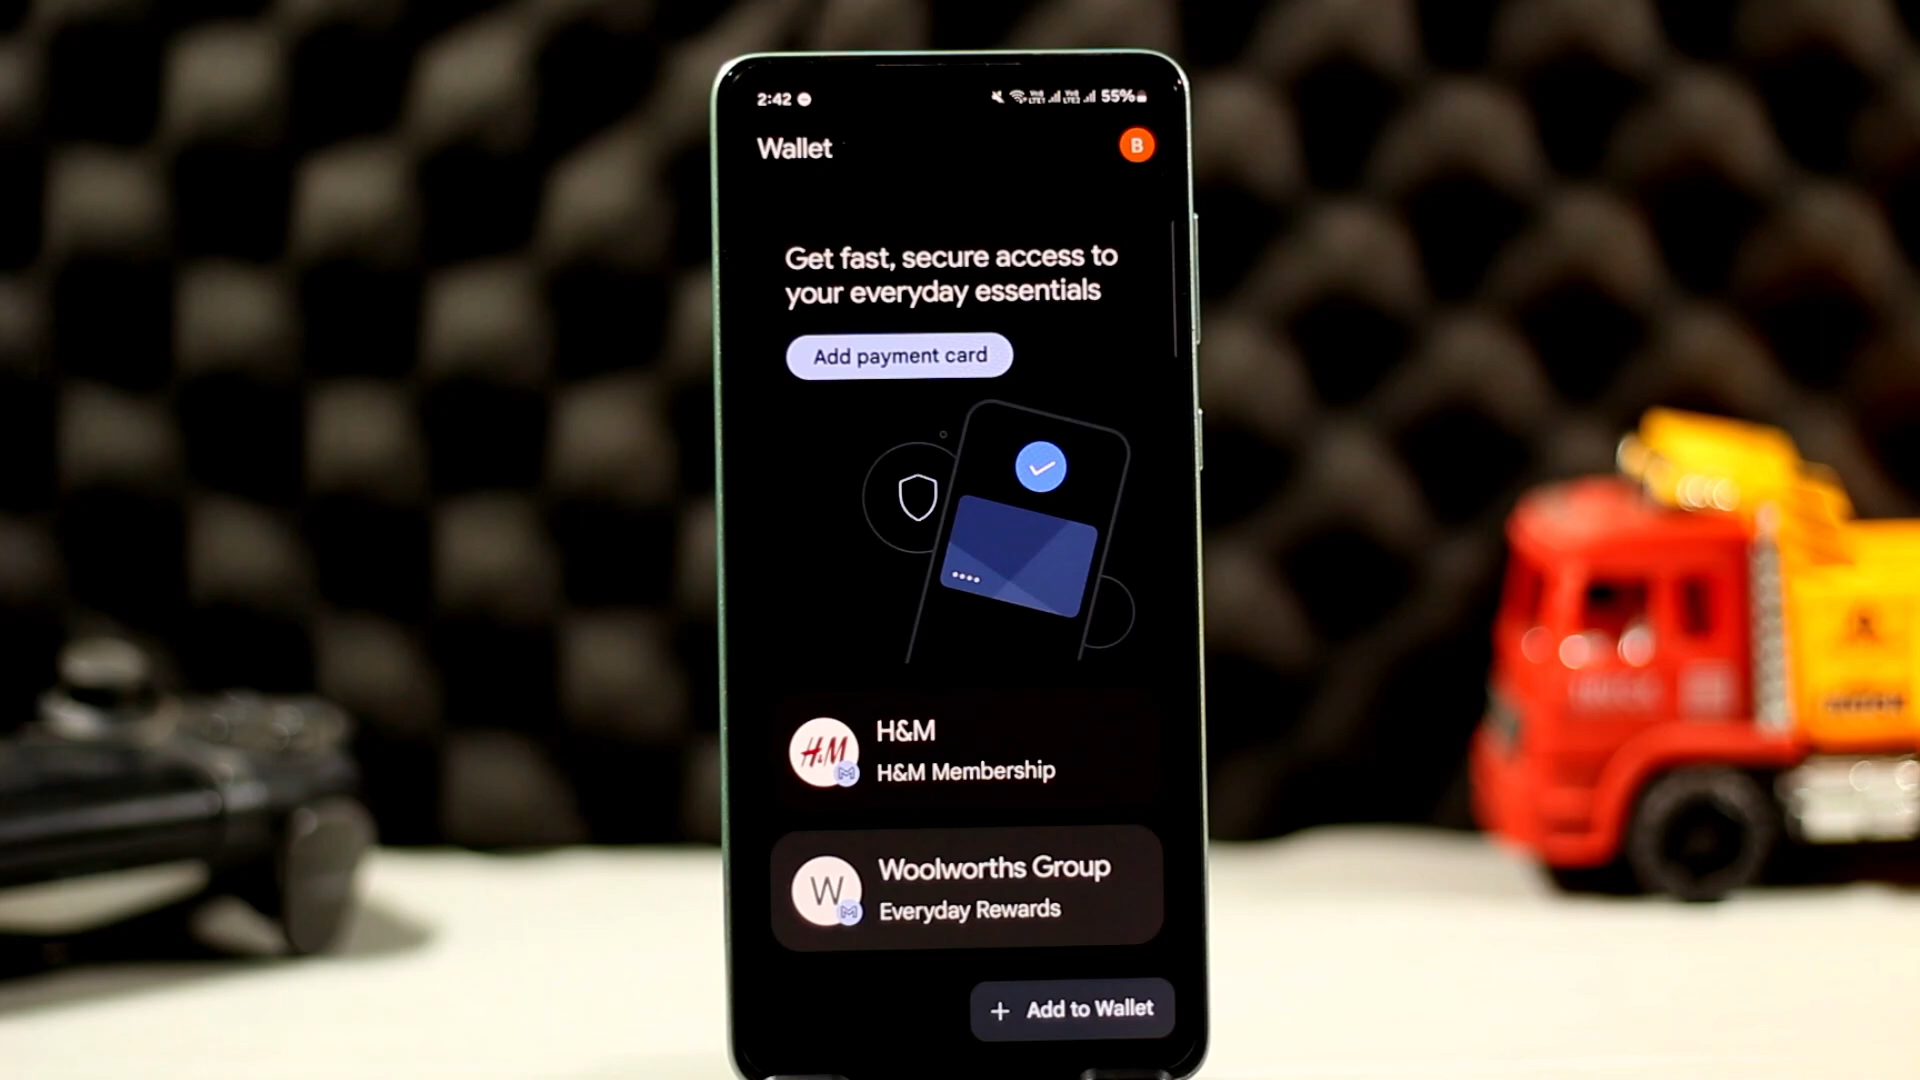 2:42
55%
Wallet
B
Get fast, secure access to
your everyday essentials
Add payment card
H&M
H&M
H&M Membership
W
Woolworths Group
Everyday Rewards
+ Add to Wallet